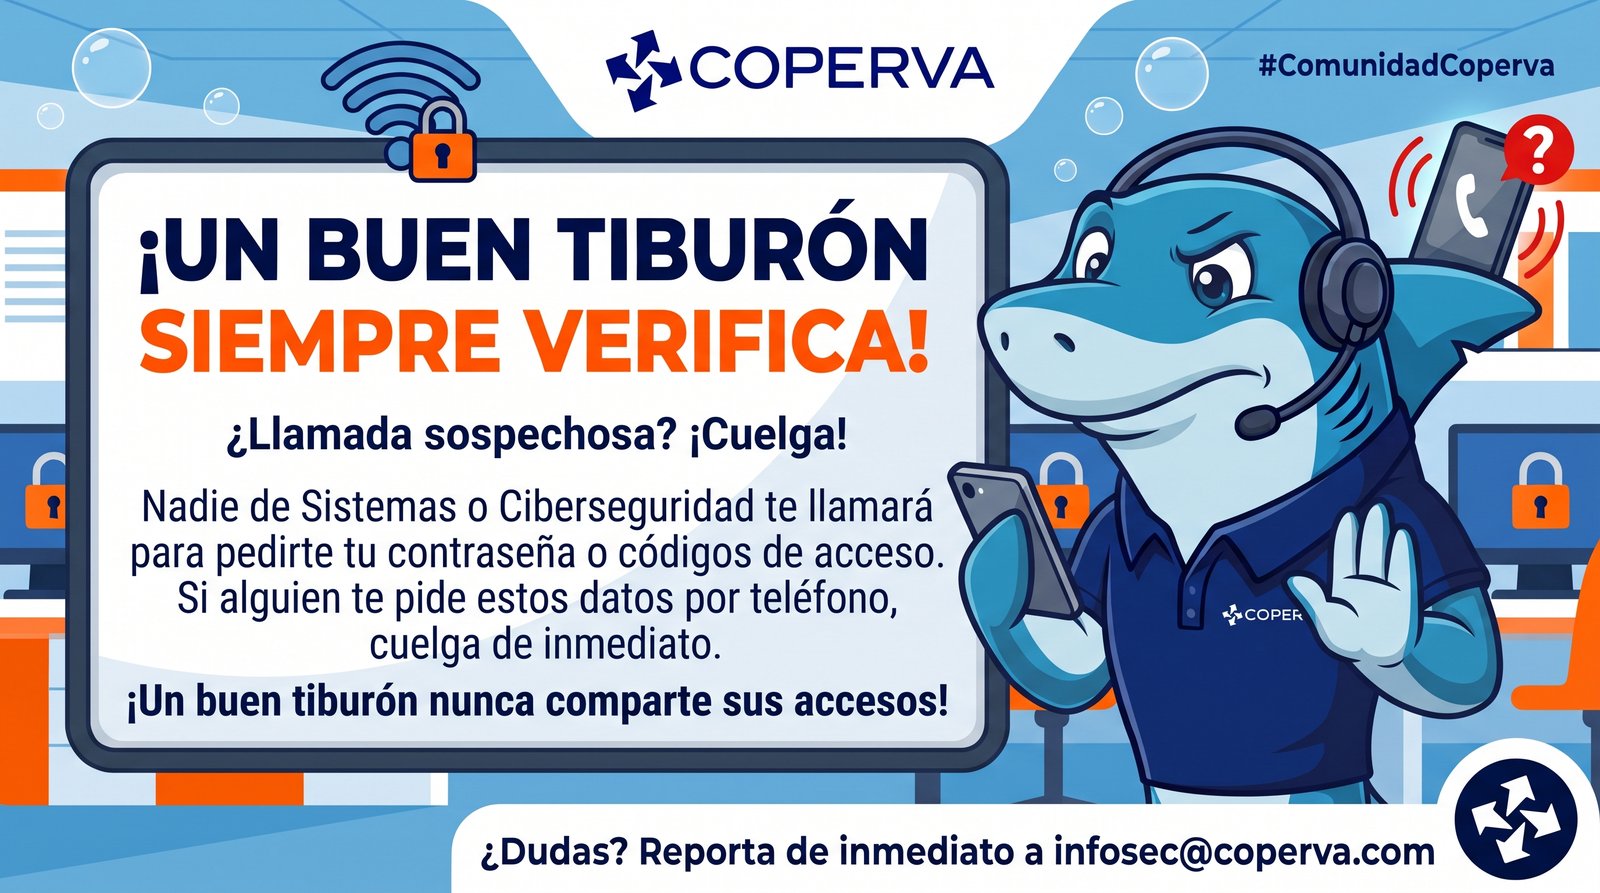 COPERVA
#ComunidadCoperva
?
¡UN BUEN TIBURÓN
SIEMPRE VERIFICA!
¿Llamada sospechosa? ¡Cuelga!
Nadie de Sistemas o Ciberseguridad te llamará
para pedirte tu contraseña o códigos de acceso.
Si alguien te pide estos datos por teléfono,
cuelga de inmediato.
¡Un buen tiburón nunca comparte sus accesos!
COPER
¿Dudas? Reporta de inmediato a infosec@coperva.com